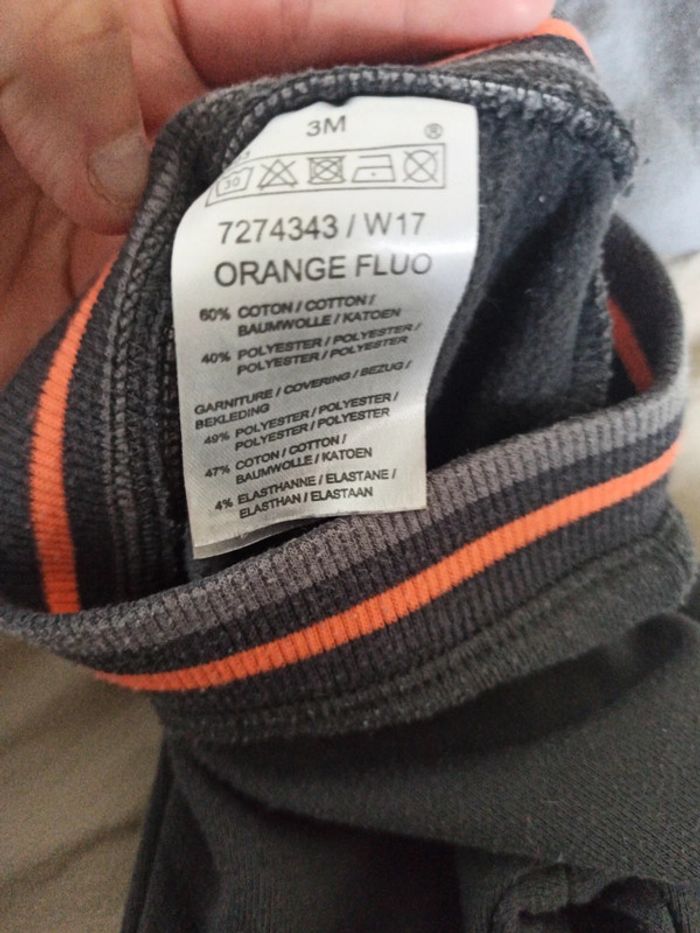 3M
®
30
7274343 / W17
ORANGE FLUO
60% COTON / COTTON /
BAUMWOLLE / KATOEN
40% POLYESTER / POLYESTER /
POLYESTER / POLYESTER
GARNITURE / COVERING / BEZUG /
BEKLEDING
49% POLYESTER / POLYESTER /
POLYESTER / POLYESTER
47% COTON / COTTON /
BAUMWOLLE / KATOEN
4% ELASTHANNE / ELASTANE /
ELASTHAN / ELASTAAN